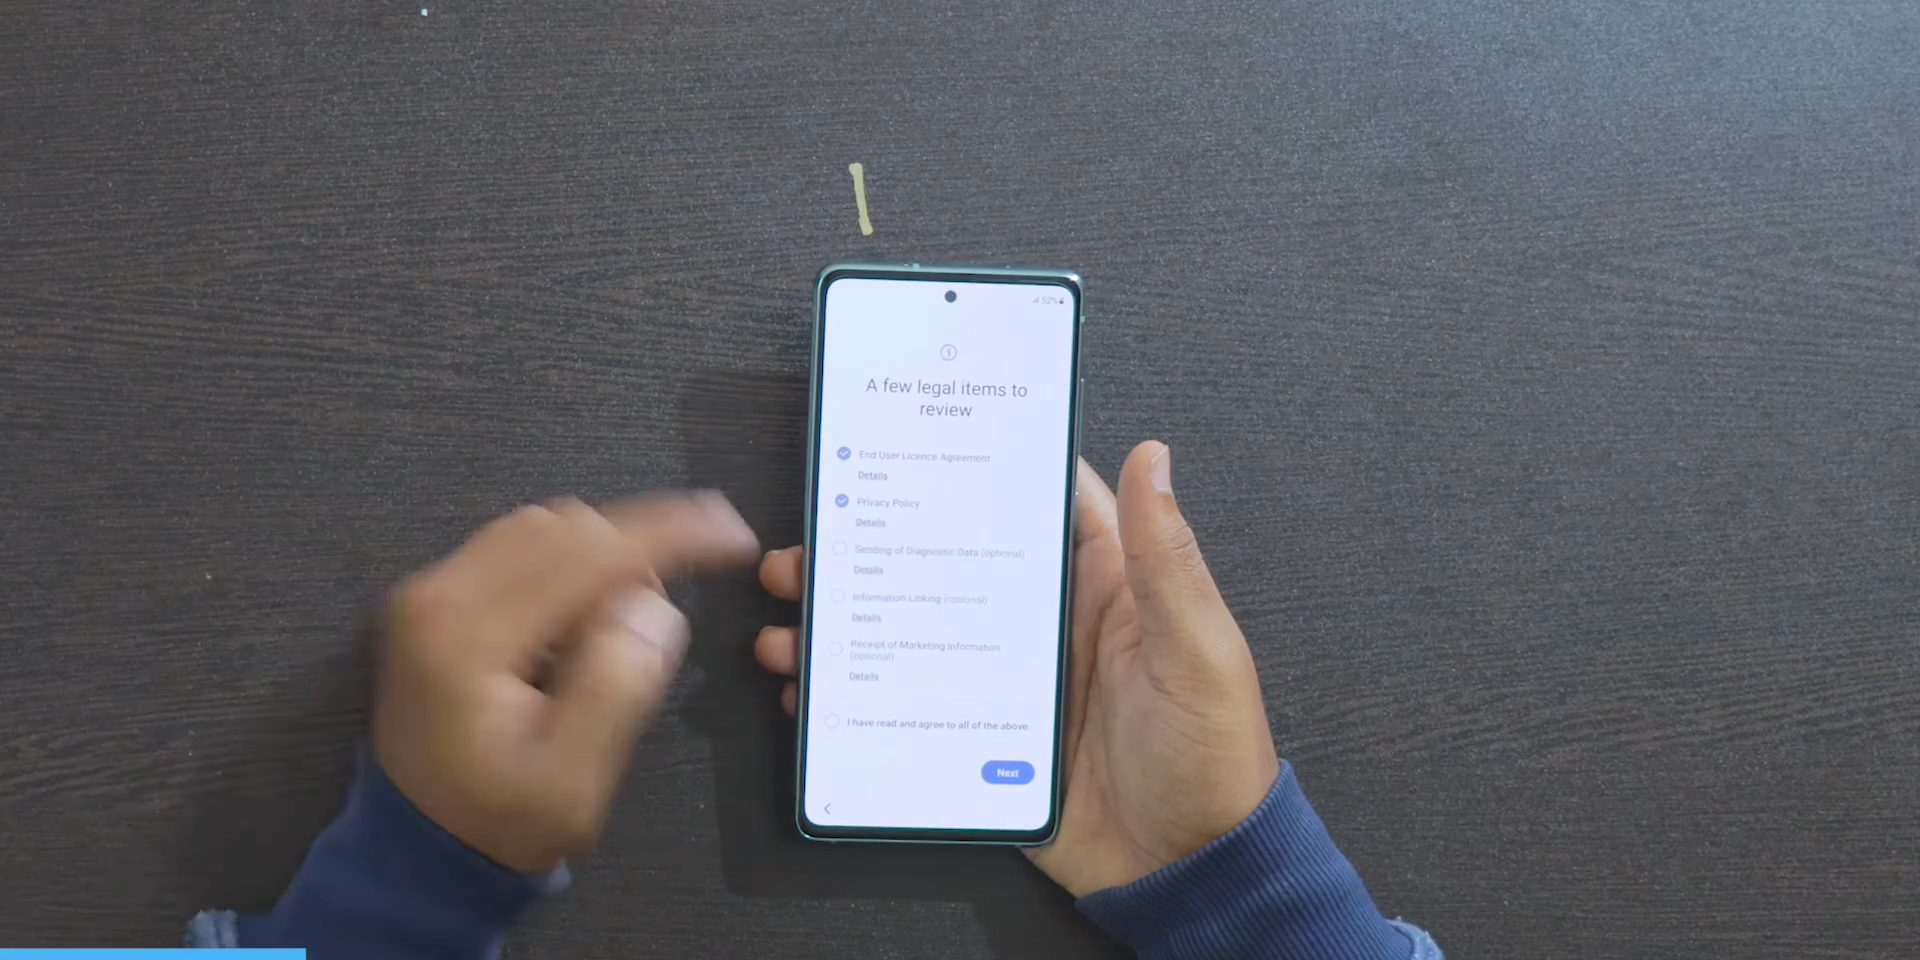 52%
A few legal items to
review
End User Licence Agreement
Details
Privacy Policy
Details
Sending of Diagnostic Data (optional)
Details
Information Linking (optional)
Details
Receipt of Marketing Information
(optional)
Details
I have read and agree to all of the above.
Next